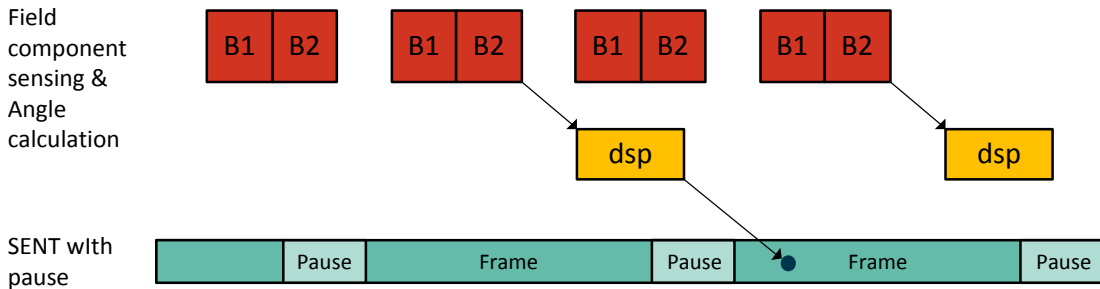 Field
component
sensing &
Angle
calculation
B1 B2 B1 B2 B1 B2 B1 B2
dsp dsp
SENT wIth
pause
Pause Frame Pause Frame Pause